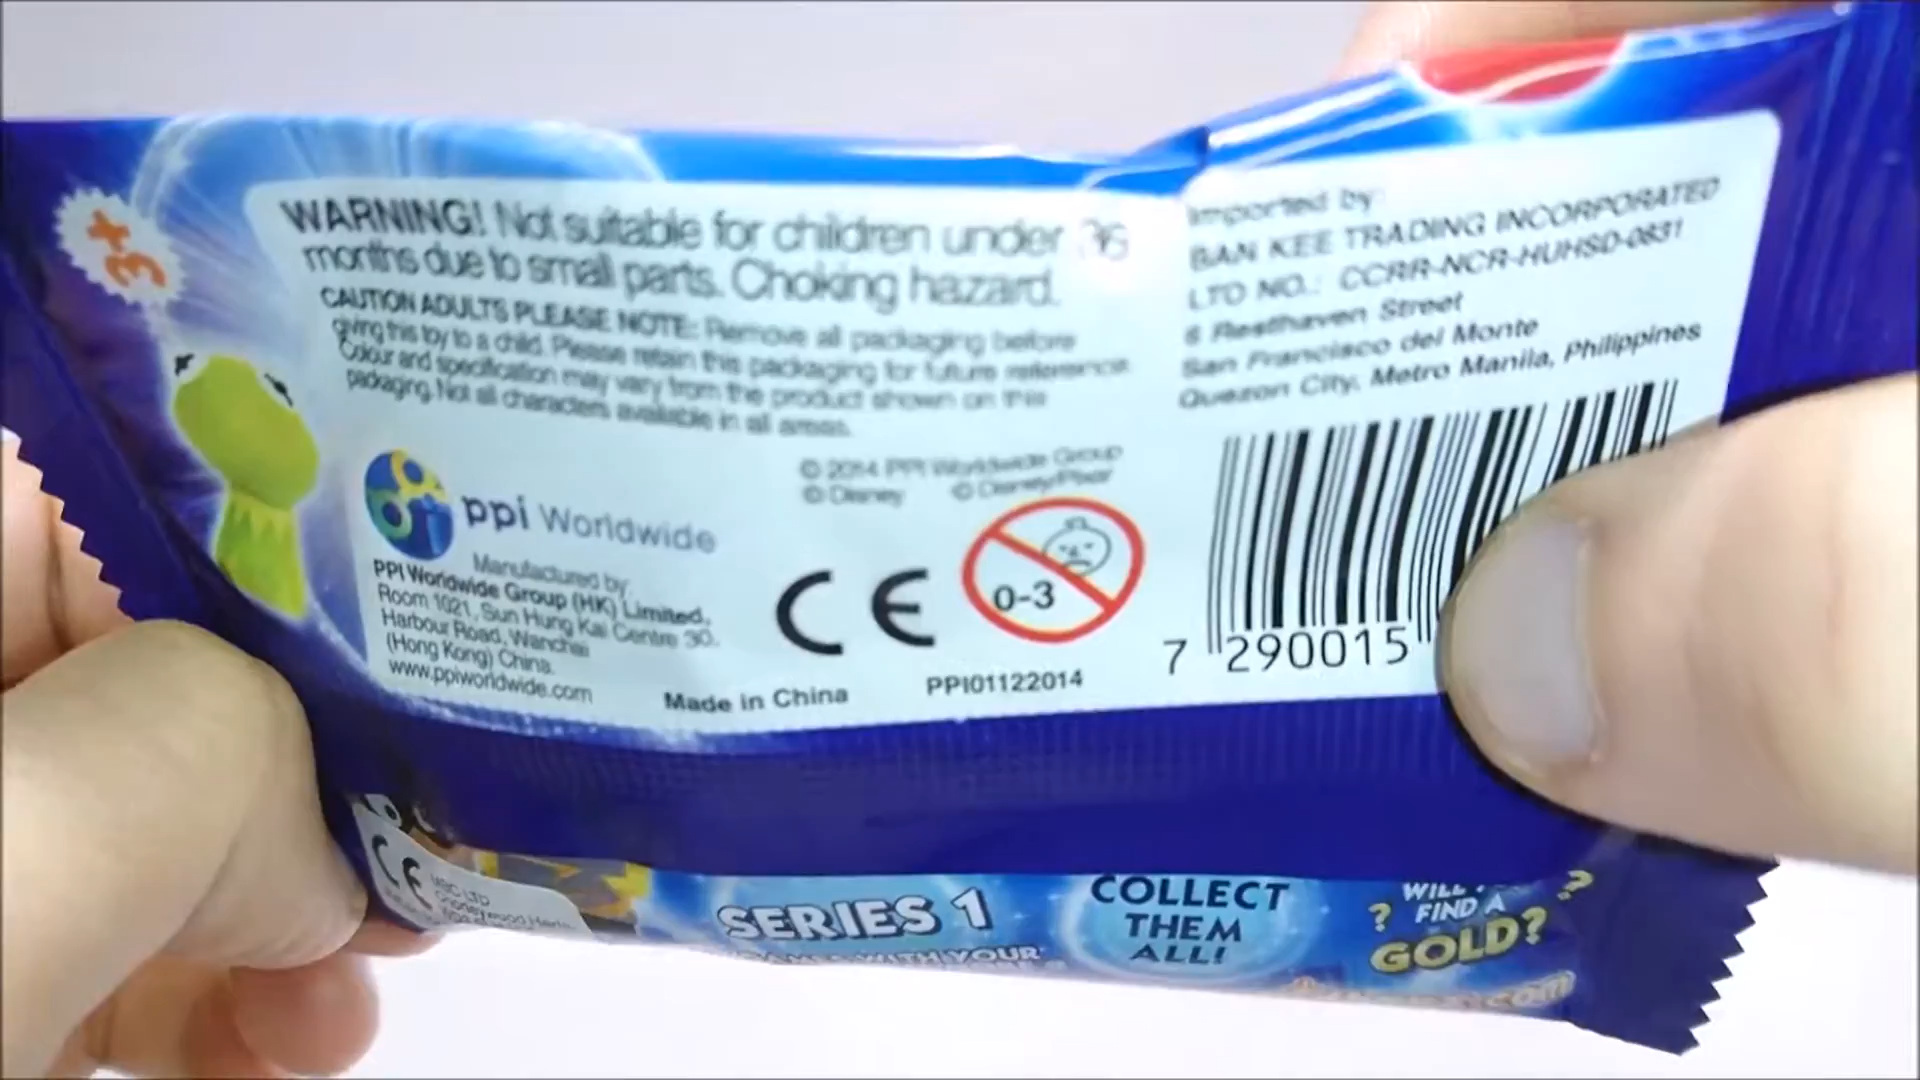 3+
WARNING! Not suitable for children under 36
months due to small parts. Choking hazard.
CAUTION ADULTS PLEASE NOTE: Remove all packaging before
giving this toy to a child. Please retain this packaging for future reference.
Colour and specification may vary from the product shown on this
packaging. Not all characters available in all areas.
Imported by:
BAN KEE TRADING INCORPORATED
LTO NO.: CCRR-NCR-HUHSD-0831
6 Resthaven Street
San Francisco del Monte
Quezon City, Metro Manila, Philippines
© 2014 PPI Worldwide Group
© Disney © Disney/Pixar
ppi Worldwide
Manufactured by
PPI Worldwide Group (HK) Limited,
Room 1021, Sun Hung Kai Centre 30,
Harbour Road, Wanchai
(Hong Kong) China.
www.ppiworldwide.com
CE
0-3
Made in China
PPI01122014
7 290015
CE
SERIES 1
WITH YOUR
COLLECT
THEM
ALL!
? WILL
FIND A ?
GOLD?
.com